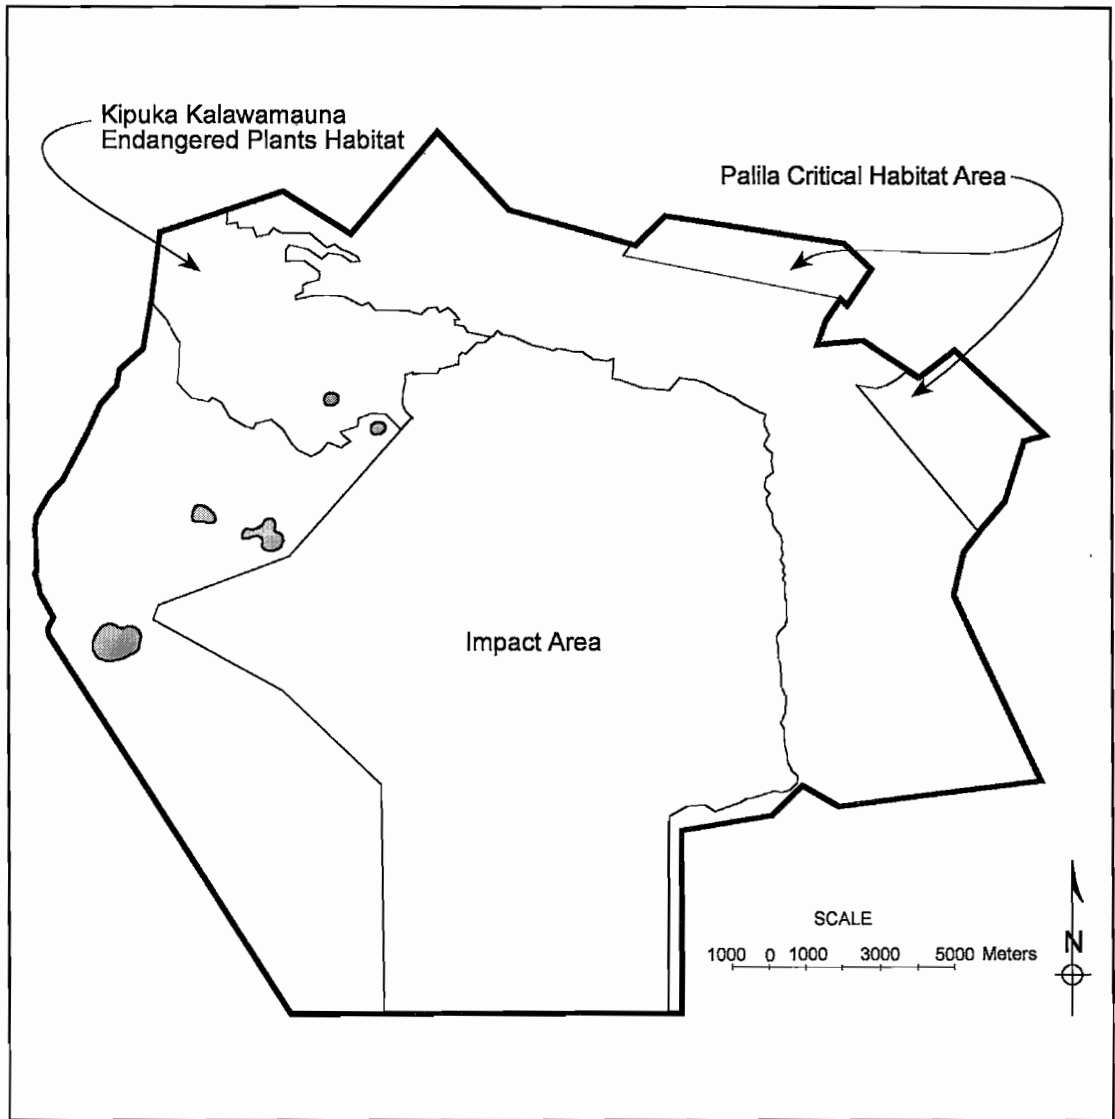 Kipuka Kalawamauna
Endangered Plants Habitat
Palila Critical Habitat Area
Impact Area
SCALE
1000 0 1000 3000 5000 Meters
N